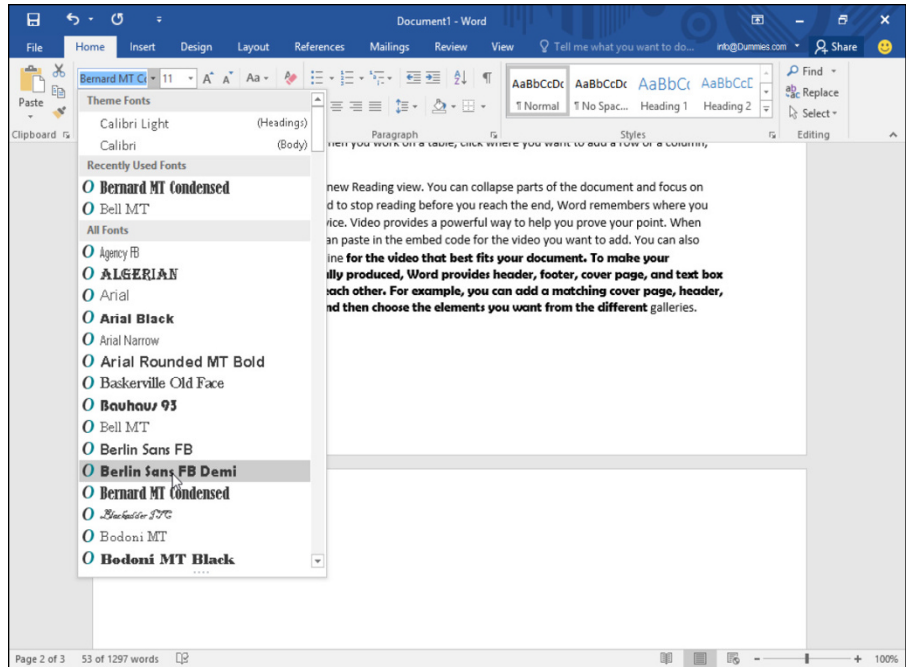 Document1 - Word
File Home Insert Design Layout References Mailings Review View Tell me what you want to do... info@Dummies.com Share
Bernard MT Co 11 A A Aa
Find
Replace
Select
Paste
AaBbCcDc AaBbCcDc AaBbCc AaBbCcE
¶ Normal ¶ No Spac... Heading 1 Heading 2
Clipboard Paragraph Styles Editing
Theme Fonts
Calibri Light (Headings)
Calibri (Body)
Recently Used Fonts
O Bernard MT Condensed
O Bell MT
All Fonts
O Agency FB
O ALGERIAN
O Arial
O Arial Black
O Arial Narrow
O Arial Rounded MT Bold
O Baskerville Old Face
O Bauhaus 93
O Bell MT
O Berlin Sans FB
O Berlin Sans FB Demi
O Bernard MT Condensed
O Blackadder ITC
O Bodoni MT
O Bodoni MT Black
hen you work on a table, click where you want to add a row or a column,
new Reading view. You can collapse parts of the document and focus on
d to stop reading before you reach the end, Word remembers where you
vice. Video provides a powerful way to help you prove your point. When
an paste in the embed code for the video you want to add. You can also
ine for the video that best fits your document. To make your
lly produced, Word provides header, footer, cover page, and text box
each other. For example, you can add a matching cover page, header,
nd then choose the elements you want from the different galleries.
Page 2 of 3 53 of 1297 words 100%